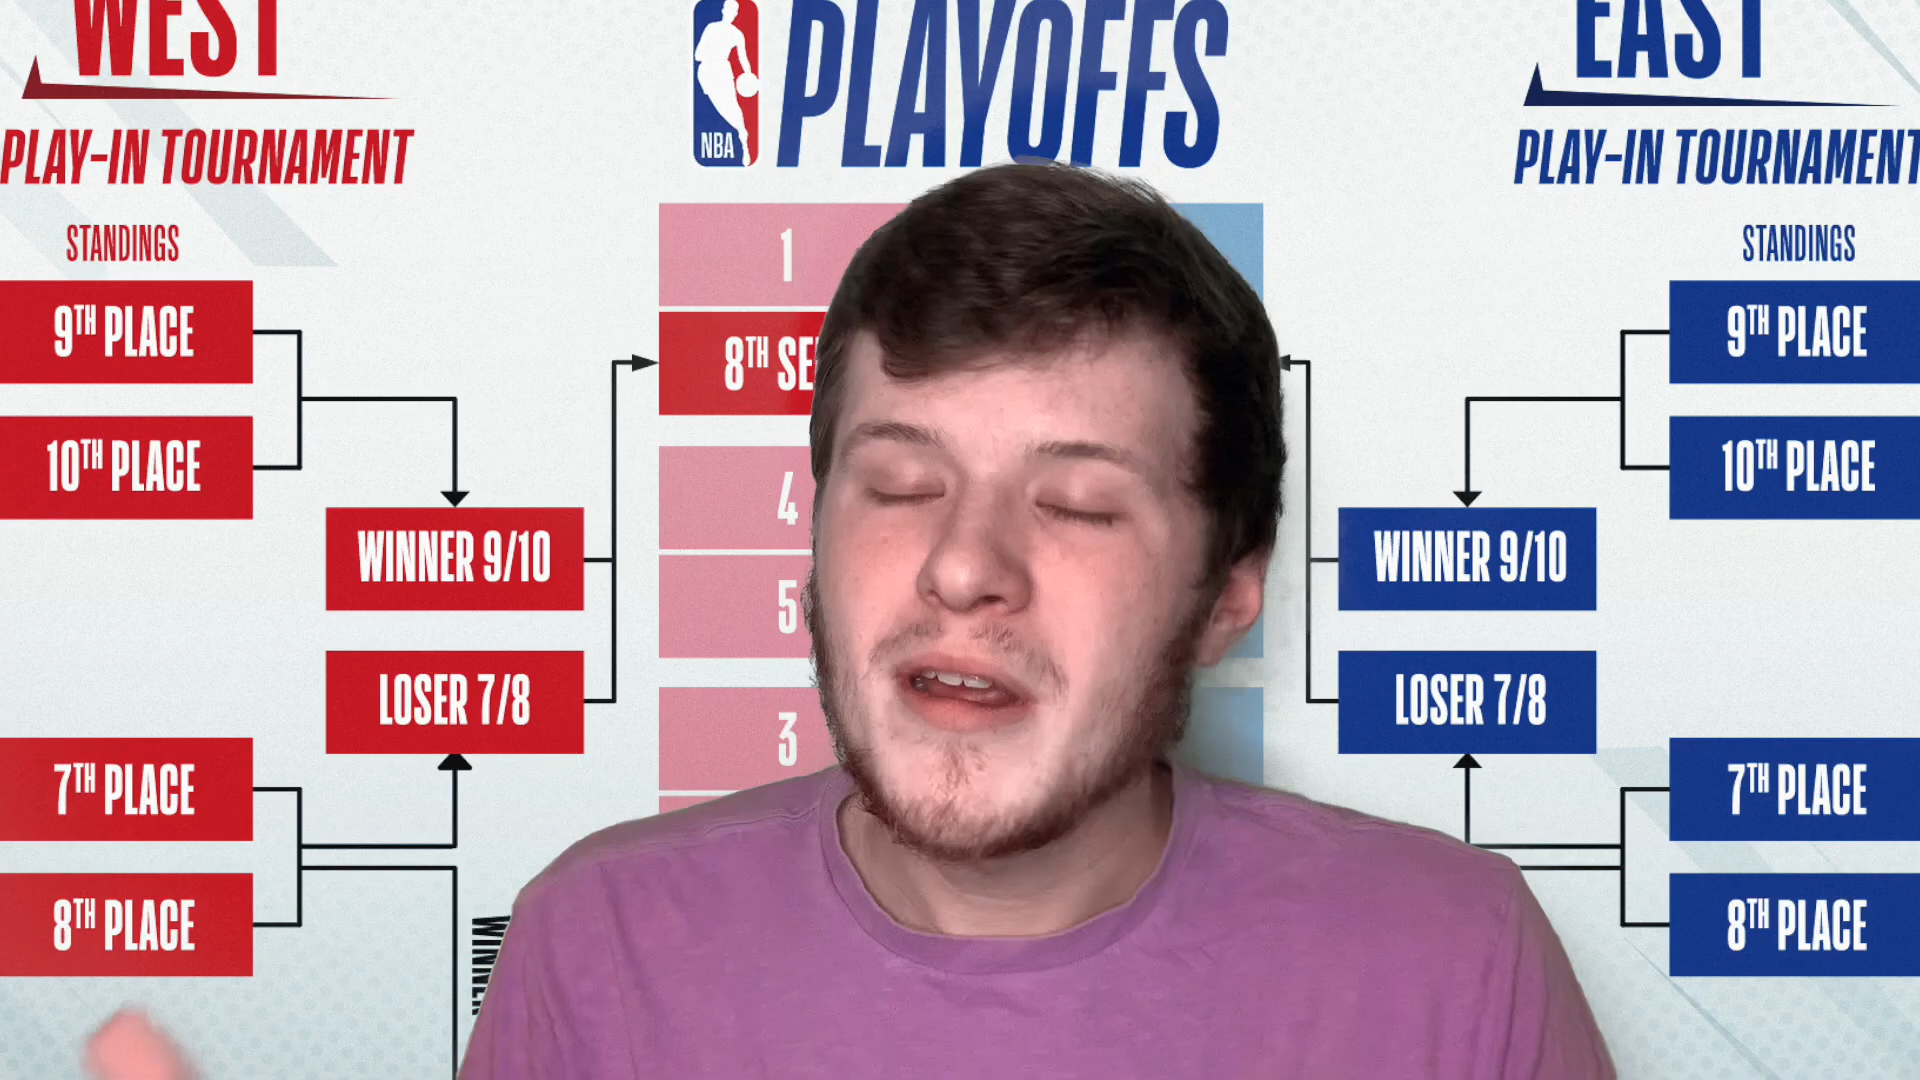 WEST
PLAY-IN TOURNAMENT
STANDINGS
9TH PLACE
10TH PLACE
WINNER 9/10
LOSER 7/8
7TH PLACE
8TH PLACE
NBA
PLAYOFFS
1
8TH
4
5
3
EAST
PLAY-IN TOURNAMENT
STANDINGS
9TH PLACE
10TH PLACE
WINNER 9/10
LOSER 7/8
7TH PLACE
8TH PLACE